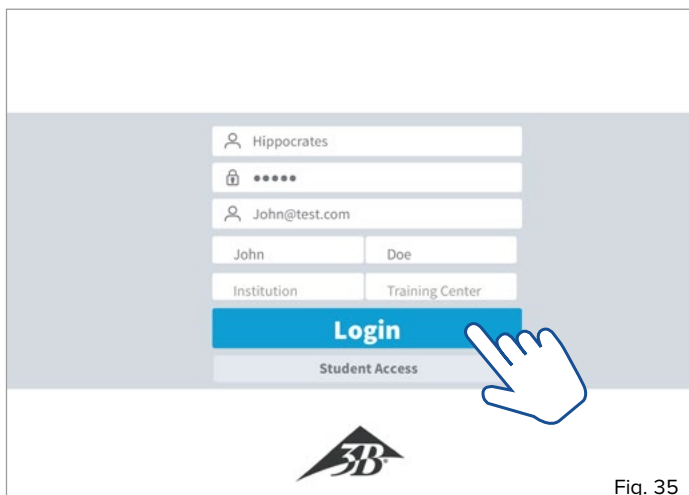 Hippocrates
•••••
John@test.com
John Doe
Institution Training Center
Login
Student Access
3B
Fig. 35